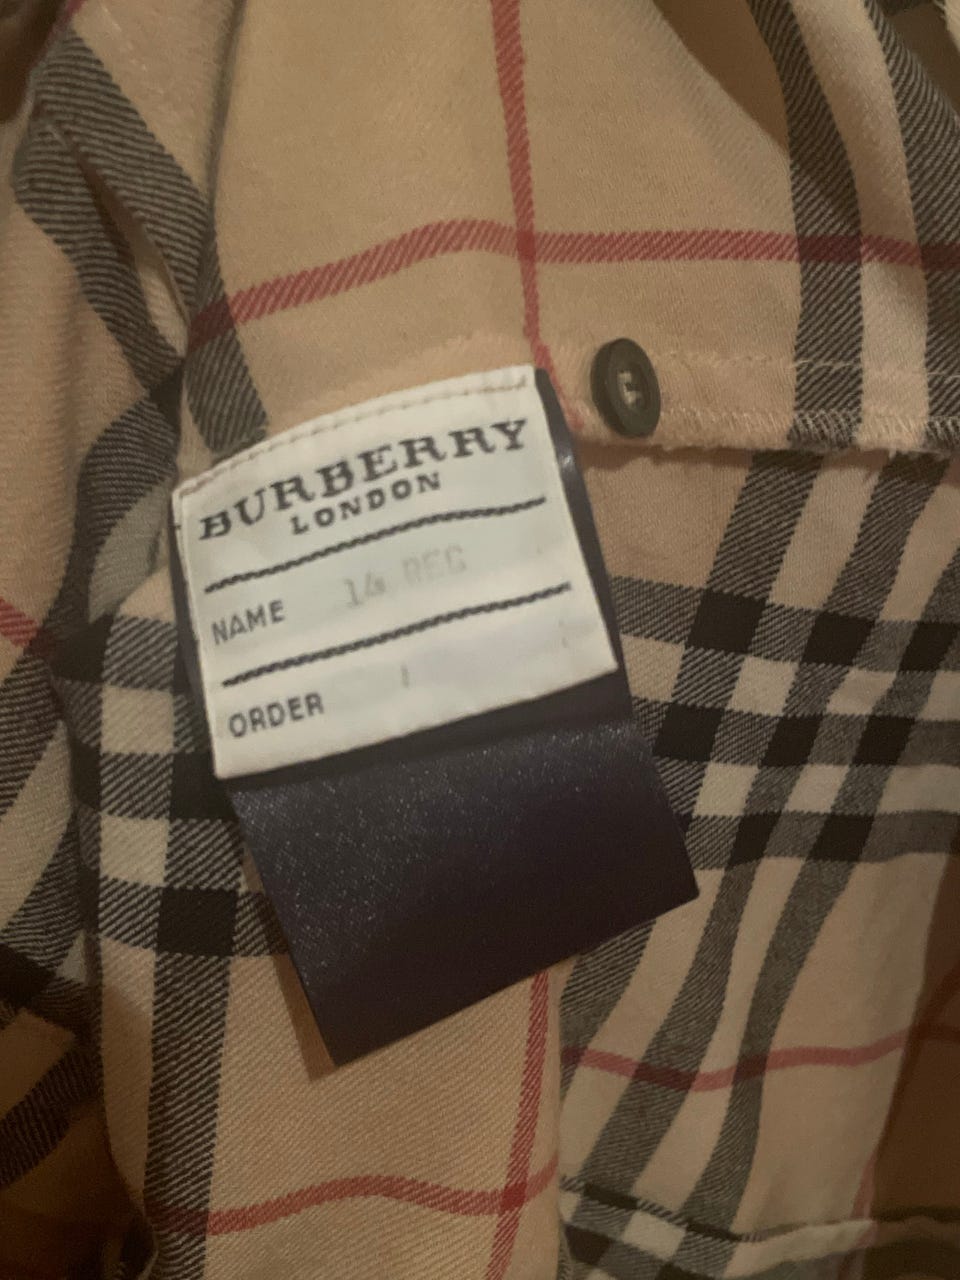 BURBERRY
LONDON
NAME 14 REG
ORDER